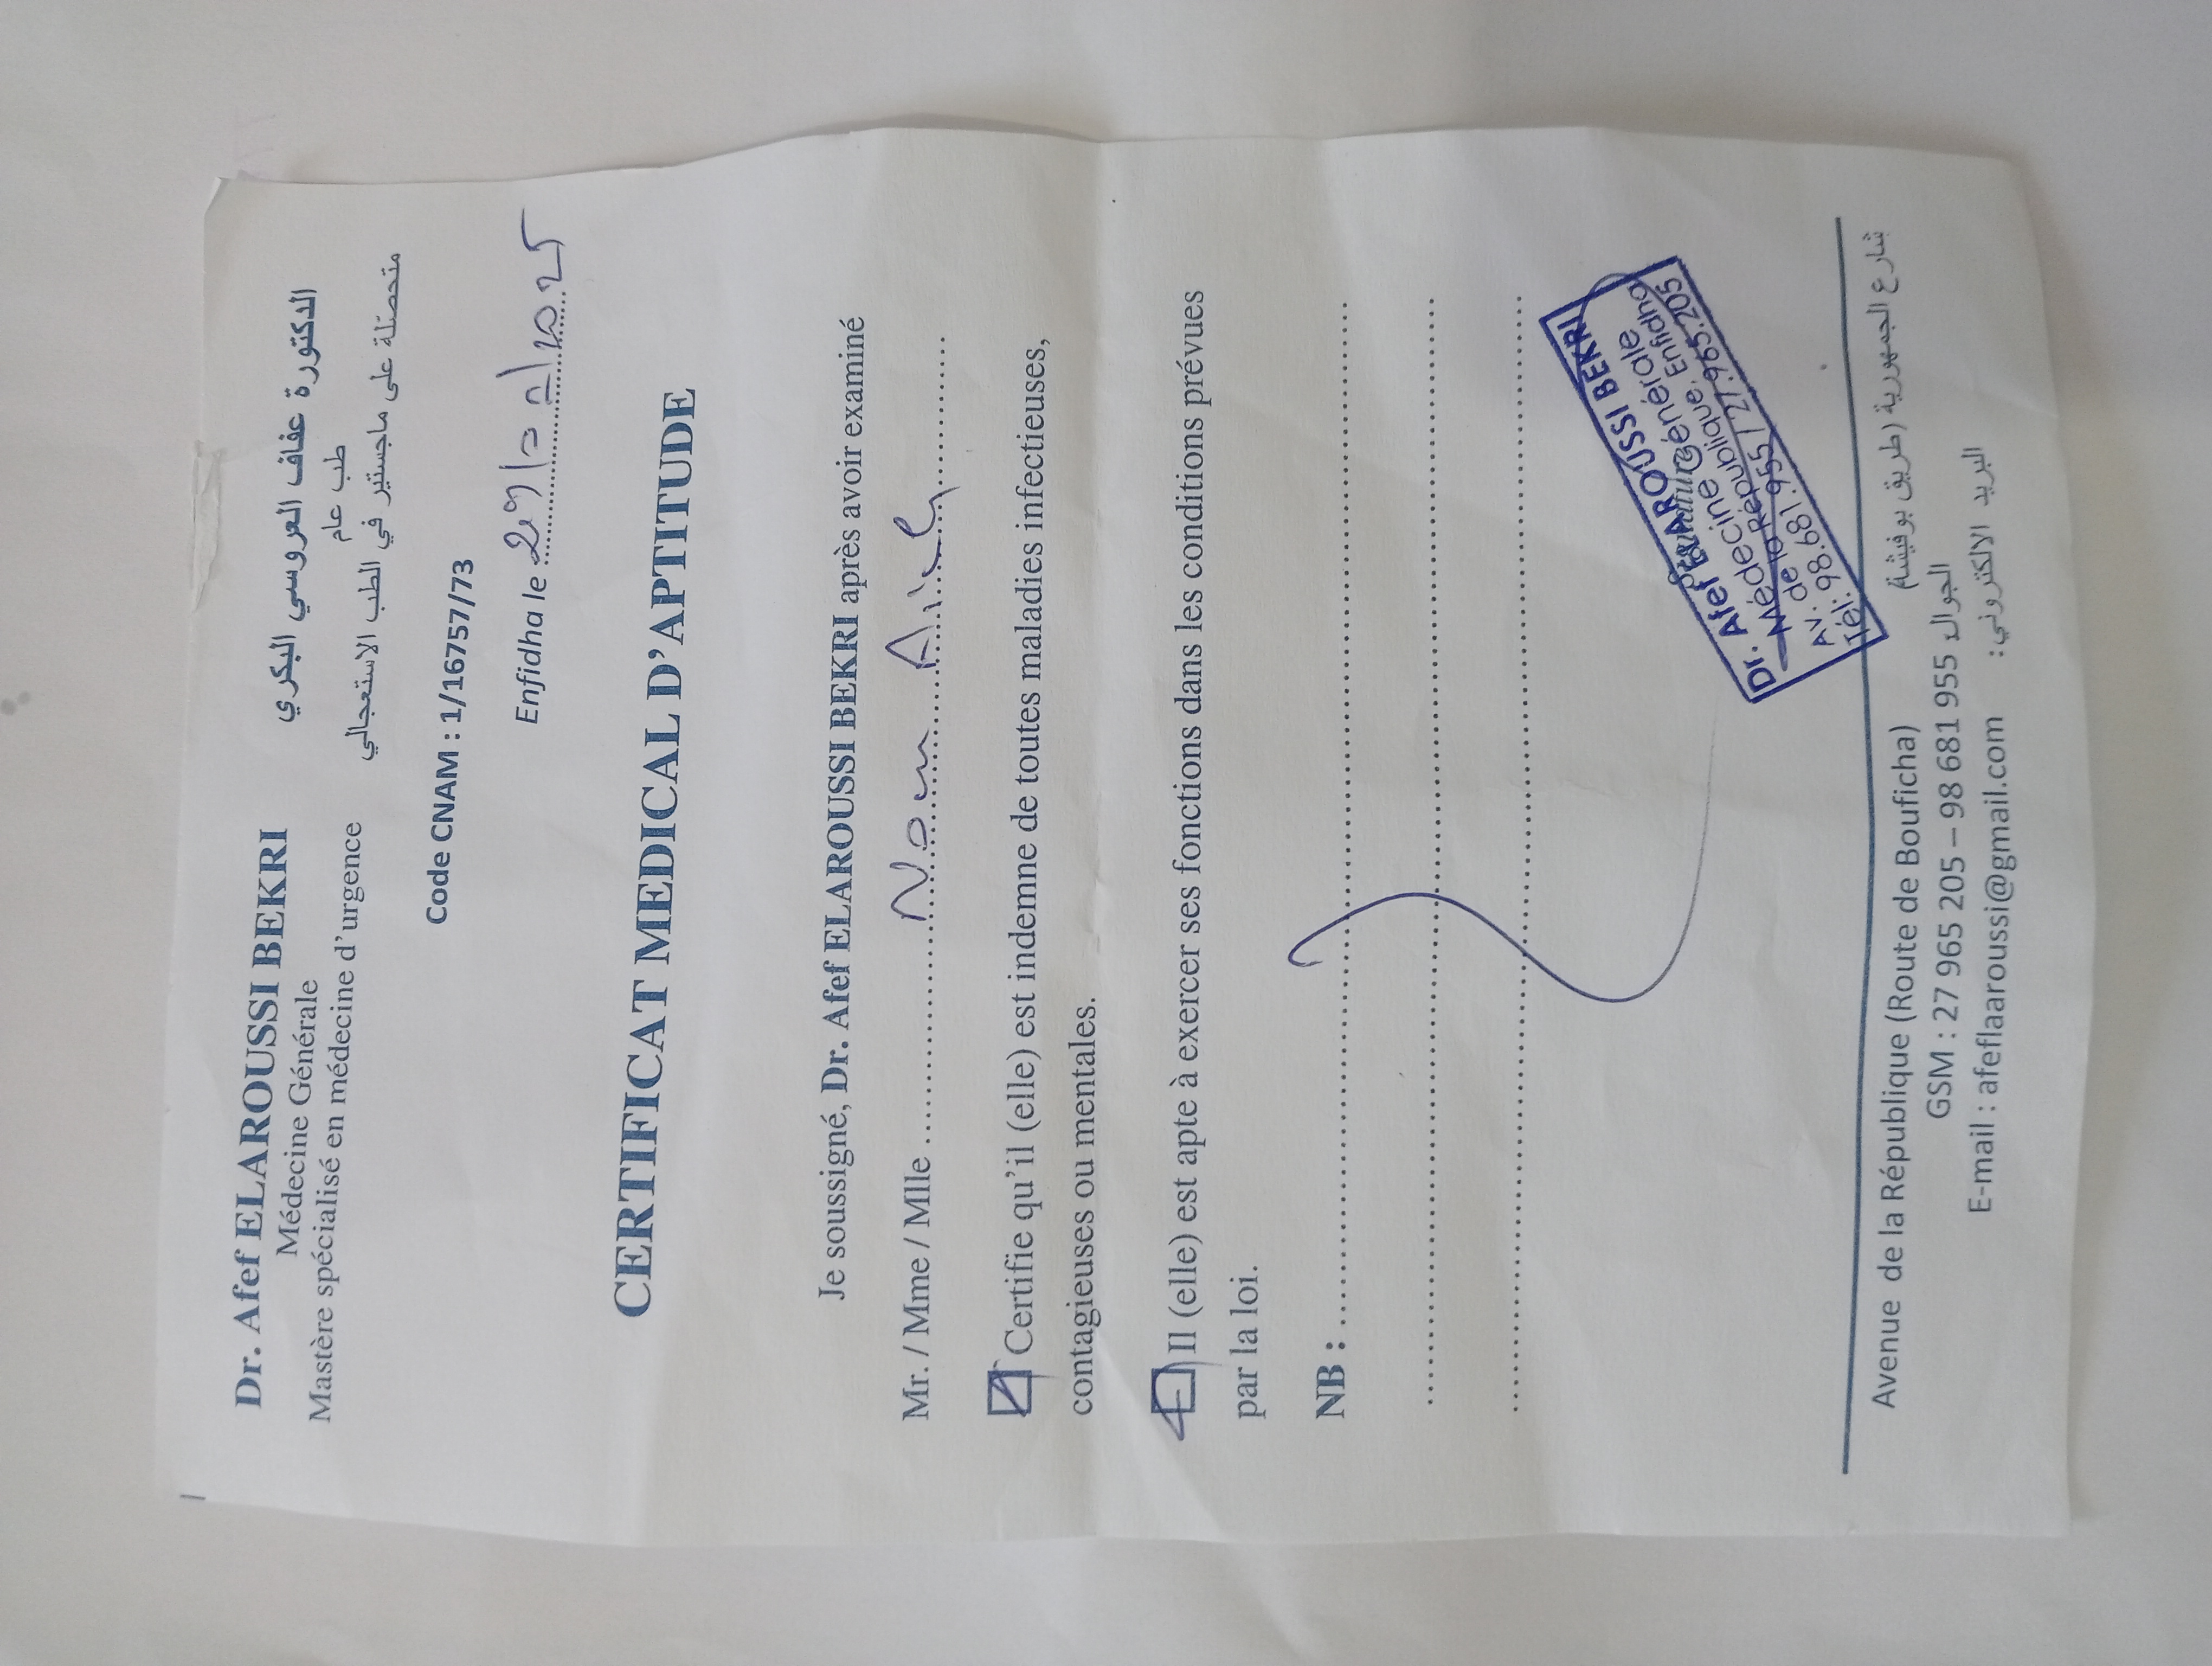 Dr. Afef ELAROUSSI BEKRI
Médecine Générale
Mastère spécialisé en médecine d'urgence
الدكتورة عفاف العروسي البكري
طب عام
متحصلة على ماجستير في الطب الاستعجالي
Code CNAM : 1/16757/73
Enfidha le
CERTIFICAT MEDICAL D'APTITUDE
Je soussigné, Dr. Afef ELAROUSSI BEKRI après avoir examiné
Mr. / Mme / Mlle
Certifie qu'il (elle) est indemne de toutes maladies infectieuses,
contagieuses ou mentales.
Il (elle) est apte à exercer ses fonctions dans les conditions prévues
par la loi.
NB :
Dr. Afef ELAROUSSI BEKRI
Médecine Générale
Av. de la République, Enfidha
Tél: 98.681.955 / 27.965.205
Avenue de la République (Route de Bouficha) شارع الجمهورية (طريق بوفيشة)
GSM : 27 965 205 – 98 681 955 الجوال
E-mail : afeflaaroussi@gmail.com البريد الالكتروني :